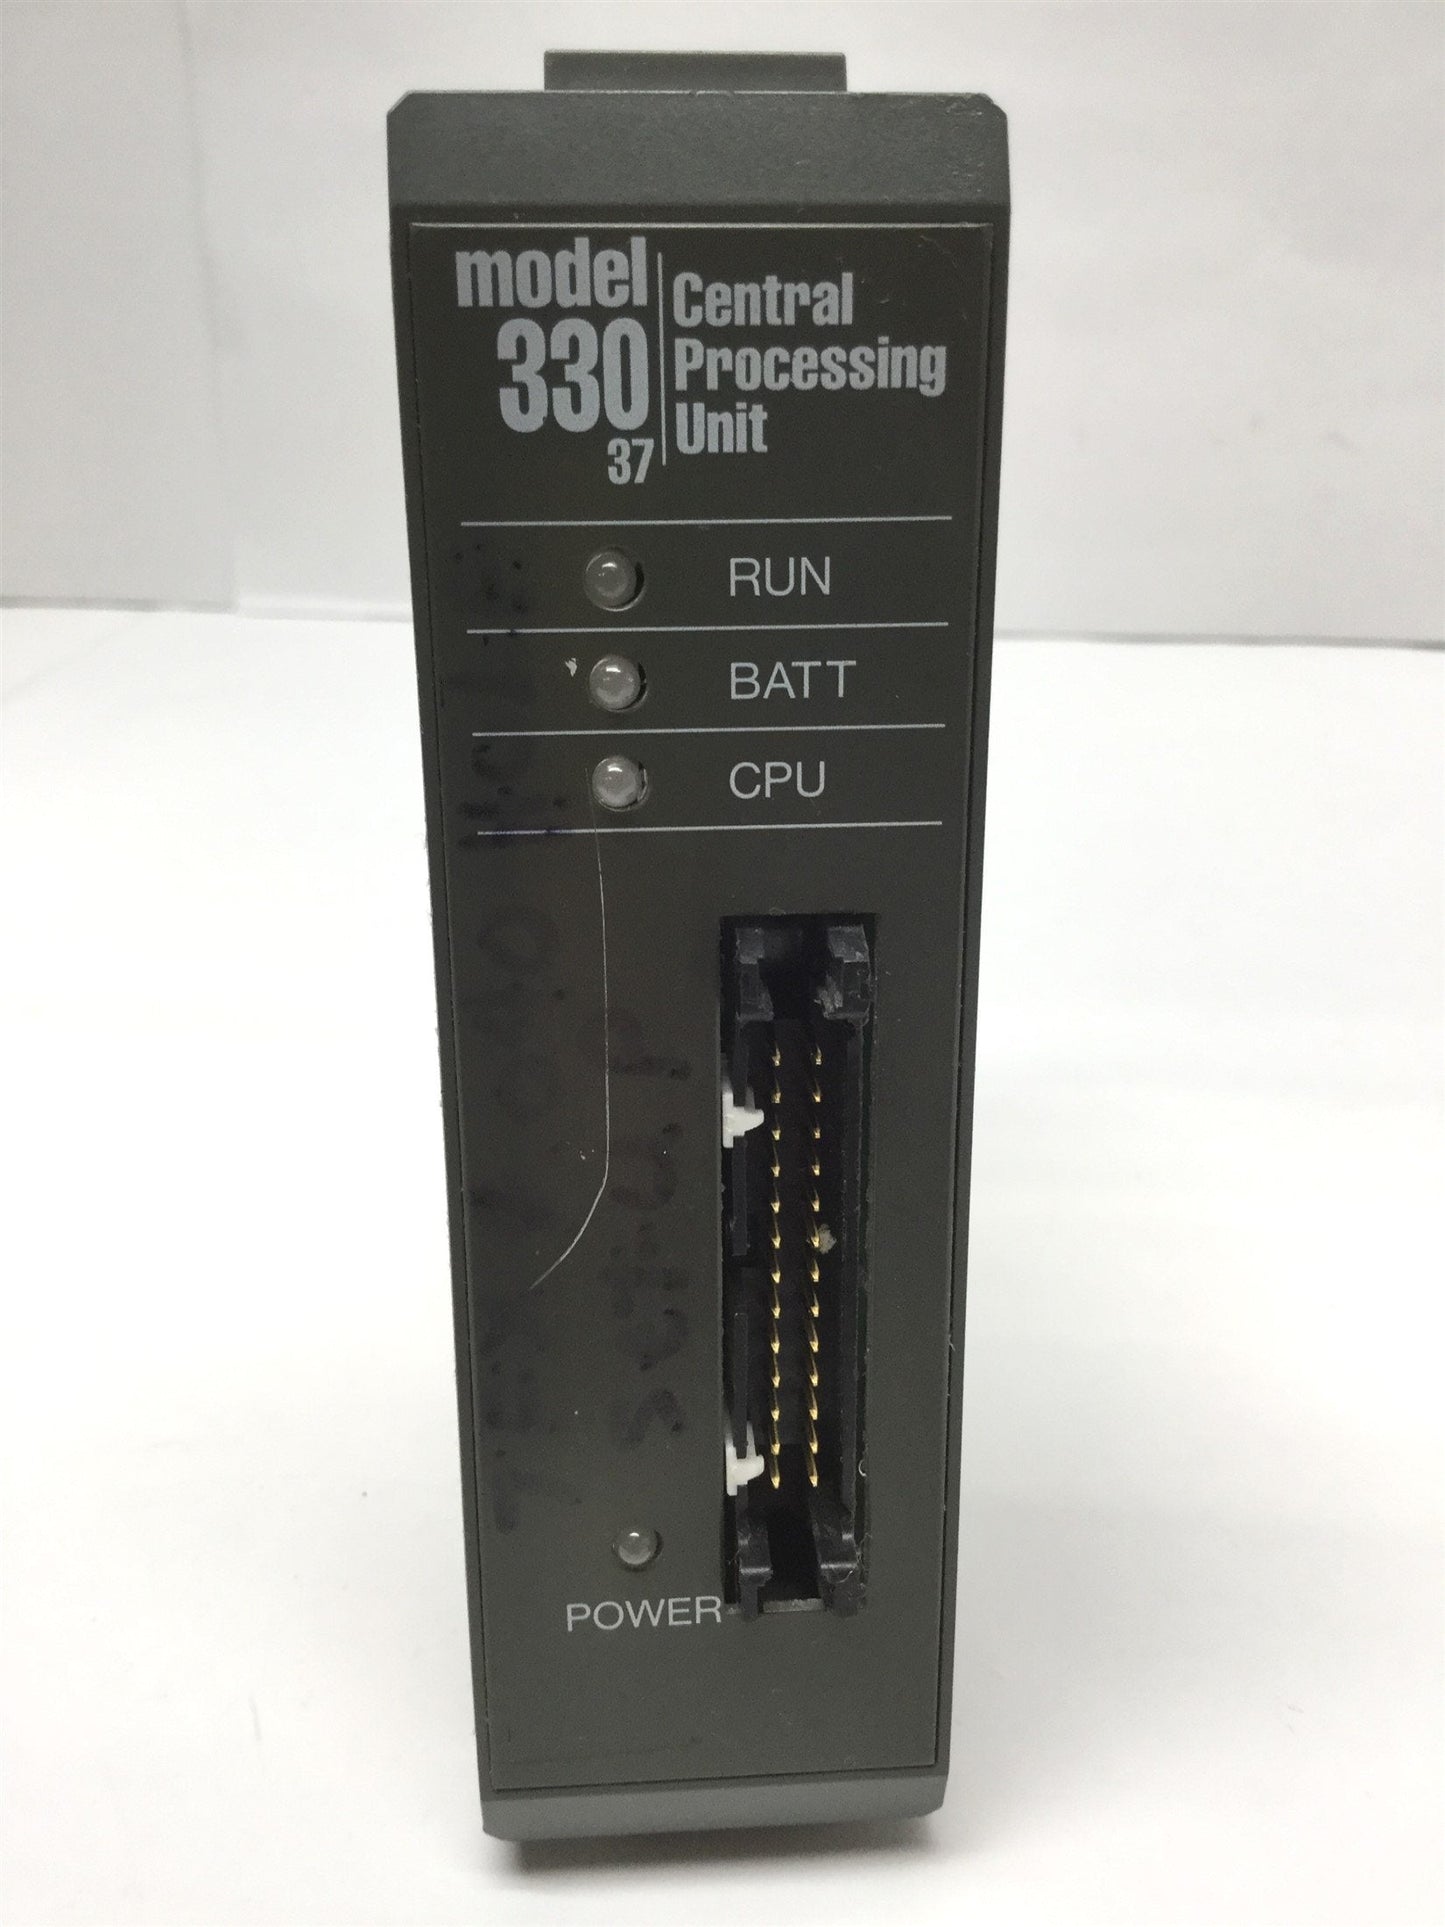 model
330
37
Central
Processing
Unit
RUN
BATT
CPU
POWER